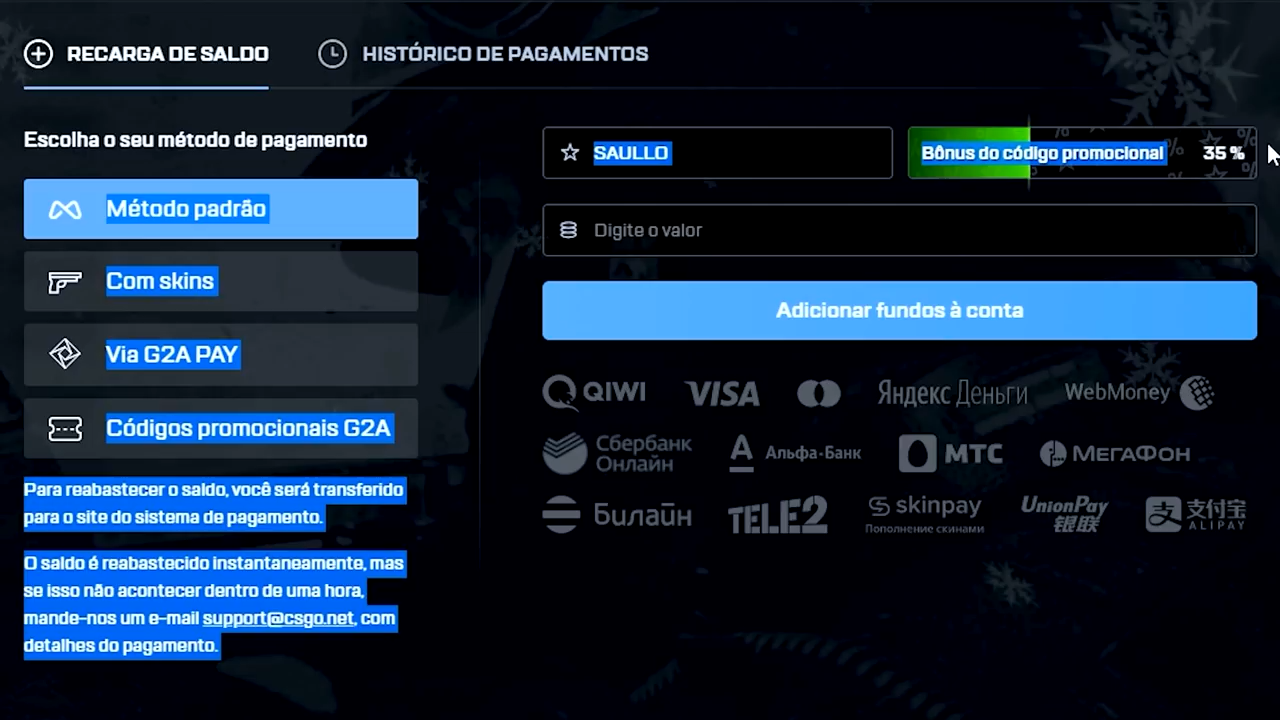 RECARGA DE SALDO
HISTÓRICO DE PAGAMENTOS
Escolha o seu método de pagamento
Método padrão
Com skins
Via G2A PAY
Códigos promocionais G2A
Para reabastecer o saldo, você será transferido
para o site do sistema de pagamento.
O saldo é reabastecido instantaneamente, mas
se isso não acontecer dentro de uma hora,
mande-nos um e-mail support@csgo.net, com
detalhes do pagamento.
SAULLO
Bônus do código promocional 35 %
Digite o valor
Adicionar fundos à conta
QIWI VISA Яндекс Деньги WebMoney
Сбербанк
Онлайн
А Альфа-Банк
МТС
МЕГАФОН
Билайн
TELE2
skinpay
Пополнение скинами
UnionPay
银联
支 支付宝
ALIPAY